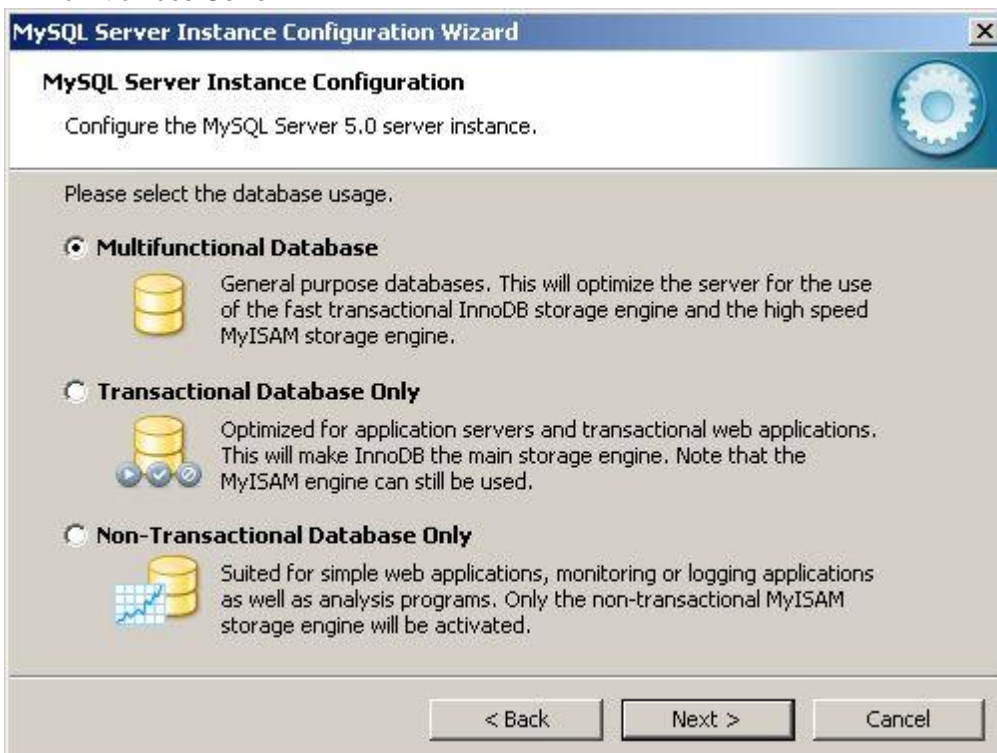 MySQL Server Instance Configuration Wizard
MySQL Server Instance Configuration
Configure the MySQL Server 5.0 server instance.
Please select the database usage.
Multifunctional Database
General purpose databases. This will optimize the server for the use
of the fast transactional InnoDB storage engine and the high speed
MyISAM storage engine.
Transactional Database Only
Optimized for application servers and transactional web applications.
This will make InnoDB the main storage engine. Note that the
MyISAM engine can still be used.
Non-Transactional Database Only
Suited for simple web applications, monitoring or logging applications
as well as analysis programs. Only the non-transactional MyISAM
storage engine will be activated.
< Back
Next >
Cancel